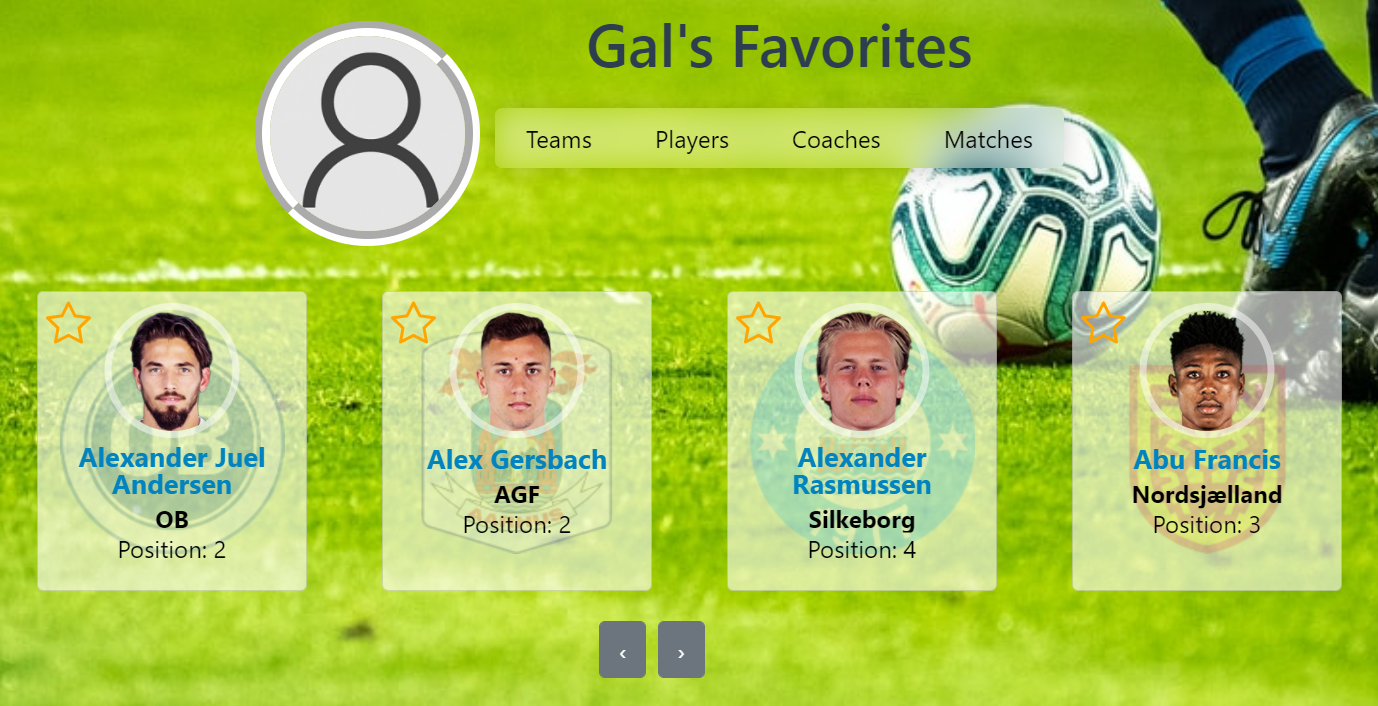 Gal's Favorites
Teams Players Coaches Matches
Alexander Juel
Andersen
OB
Position: 2
Alex Gersbach
AGF
Position: 2
Alexander
Rasmussen
Silkeborg
Position: 4
Abu Francis
Nordsjælland
Position: 3
‹ ›